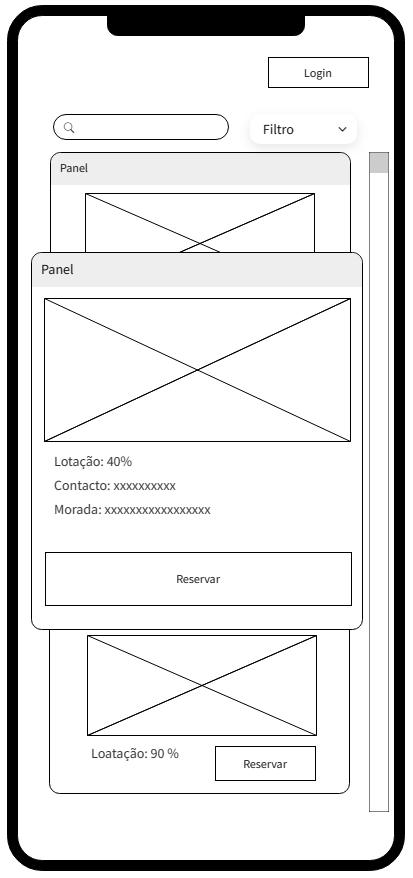 Login
Filtro
Panel
Panel
Lotação: 40%
Contacto: xxxxxxxxxx
Morada: xxxxxxxxxxxxxxxxx
Reservar
Loatação: 90 %
Reservar